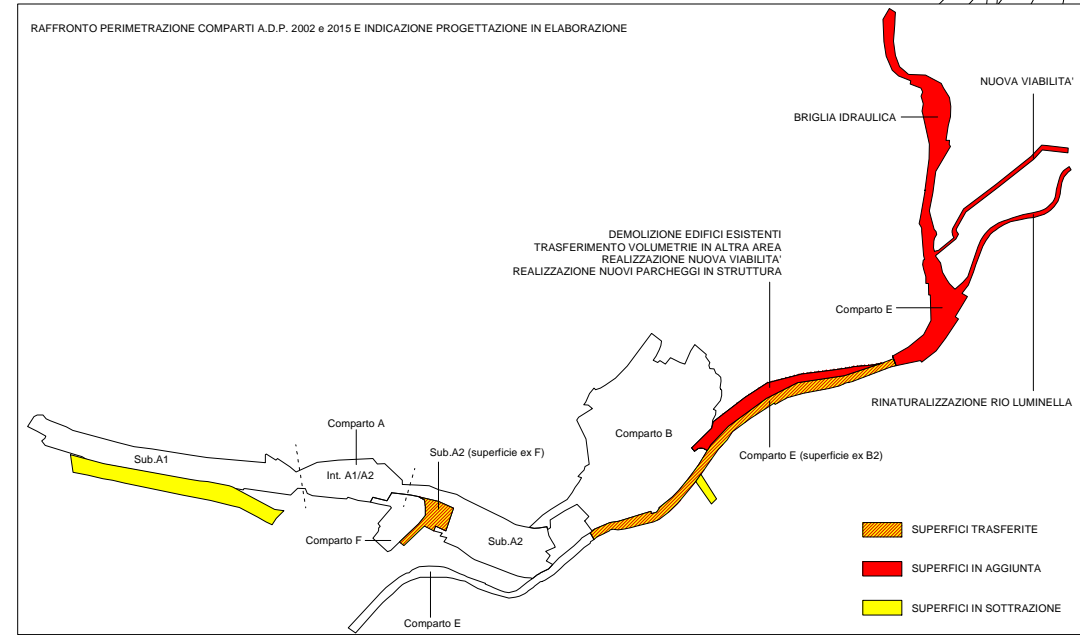 RAFFRONTO PERIMETRAZIONE COMPARTI A.D.P. 2002 e 2015 E INDICAZIONE PROGETTAZIONE IN ELABORAZIONE
NUOVA VIABILITA'
BRIGLIA IDRAULICA
DEMOLIZIONE EDIFICI ESISTENTI
TRASFERIMENTO VOLUMETRIE IN ALTRA AREA
REALIZZAZIONE NUOVA VIABILITA'
REALIZZAZIONE NUOVI PARCHEGGI IN STRUTTURA
Comparto E
RINATURALIZZAZIONE RIO LUMINELLA
Comparto A
Comparto B
Sub.A2 (superficie ex F)
Sub.A1
Int. A1/A2
Comparto E (superficie ex B2)
Comparto F
Sub.A2
Comparto E
SUPERFICI TRASFERITE
SUPERFICI IN AGGIUNTA
SUPERFICI IN SOTTRAZIONE